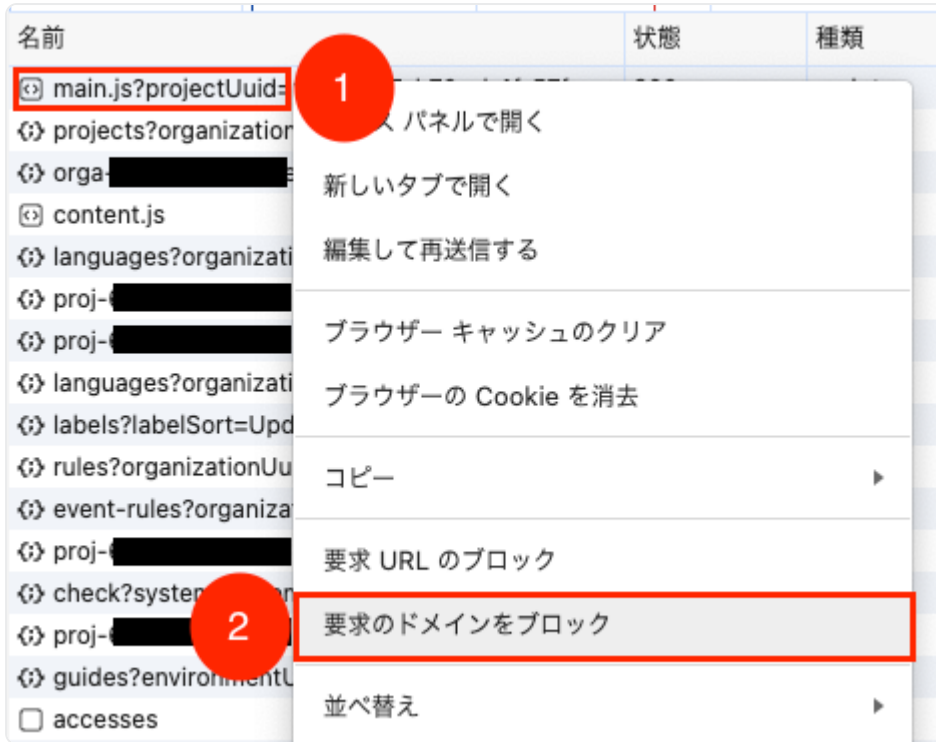 名前 状態 種類
main.js?projectUuid=
1
パネルで開く
projects?organization
新しいタブで開く
orga-
content.js
編集して再送信する
languages?organizati
proj-
ブラウザー キャッシュのクリア
proj-
languages?organizati
ブラウザーの Cookie を消去
labels?labelSort=Upd
rules?organizationUu
コピー
event-rules?organiza
proj-
要求 URL のブロック
check?system
2
要求のドメインをブロック
proj-
guides?environmentU
並べ替え
accesses